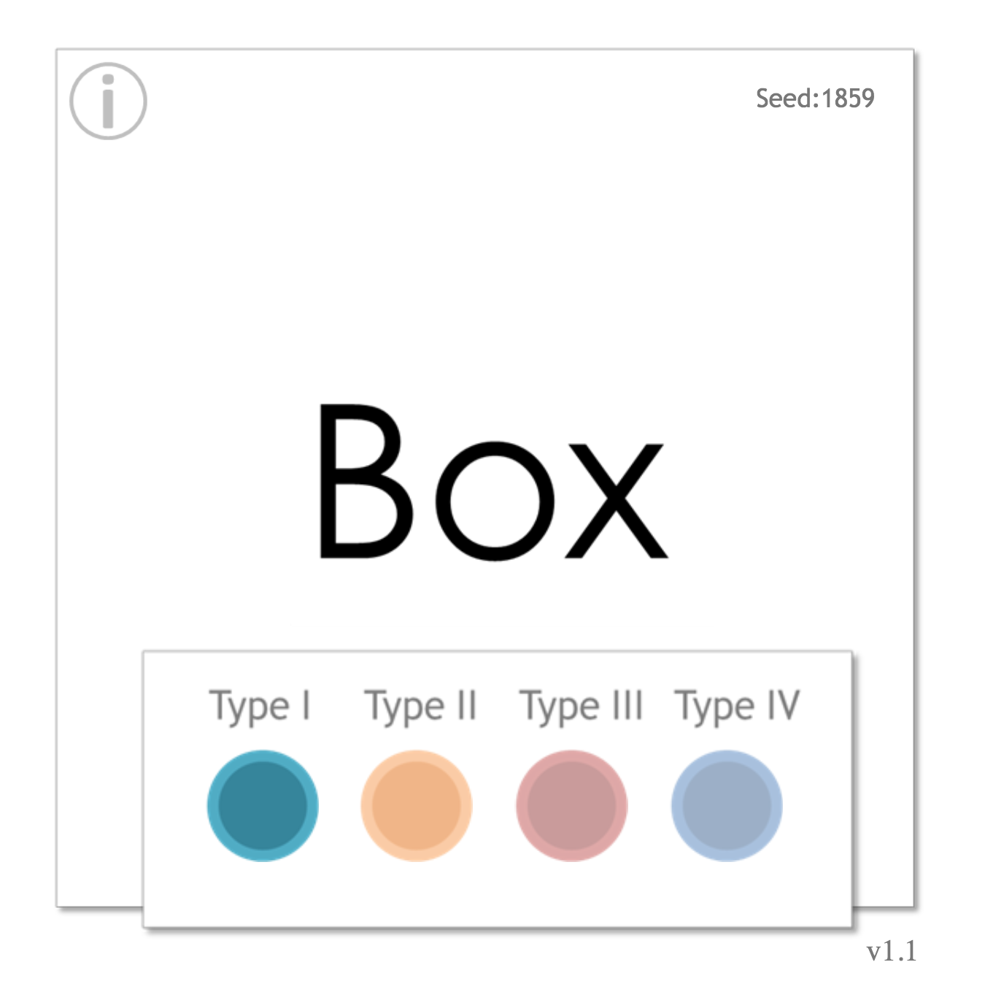 i
Seed:1859
Box
Type I Type II Type III Type IV
v1.1